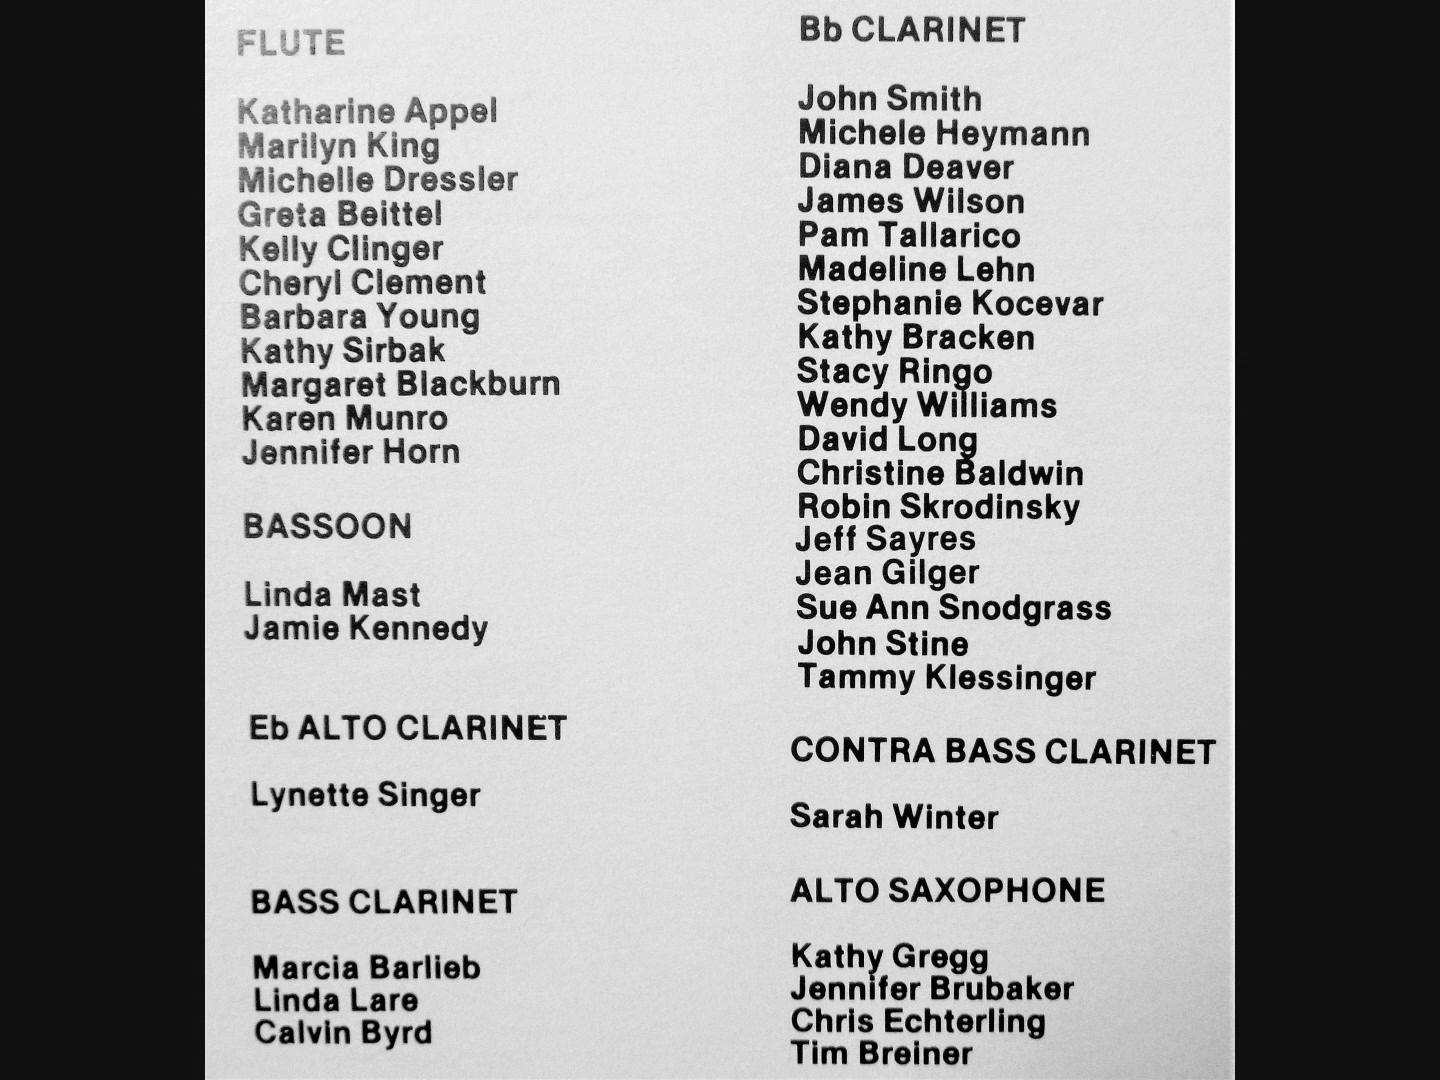 FLUTE
Katharine Appel
Marilyn King
Michelle Dressler
Greta Beittel
Kelly Clinger
Cheryl Clement
Barbara Young
Kathy Sirbak
Margaret Blackburn
Karen Munro
Jennifer Horn
BASSOON
Linda Mast
Jamie Kennedy
Eb ALTO CLARINET
Lynette Singer
BASS CLARINET
Marcia Barlieb
Linda Lare
Calvin Byrd
Bb CLARINET
John Smith
Michele Heymann
Diana Deaver
James Wilson
Pam Tallarico
Madeline Lehn
Stephanie Kocevar
Kathy Bracken
Stacy Ringo
Wendy Williams
David Long
Christine Baldwin
Robin Skrodinsky
Jeff Sayres
Jean Gilger
Sue Ann Snodgrass
John Stine
Tammy Klessinger
CONTRA BASS CLARINET
Sarah Winter
ALTO SAXOPHONE
Kathy Gregg
Jennifer Brubaker
Chris Echterling
Tim Breiner